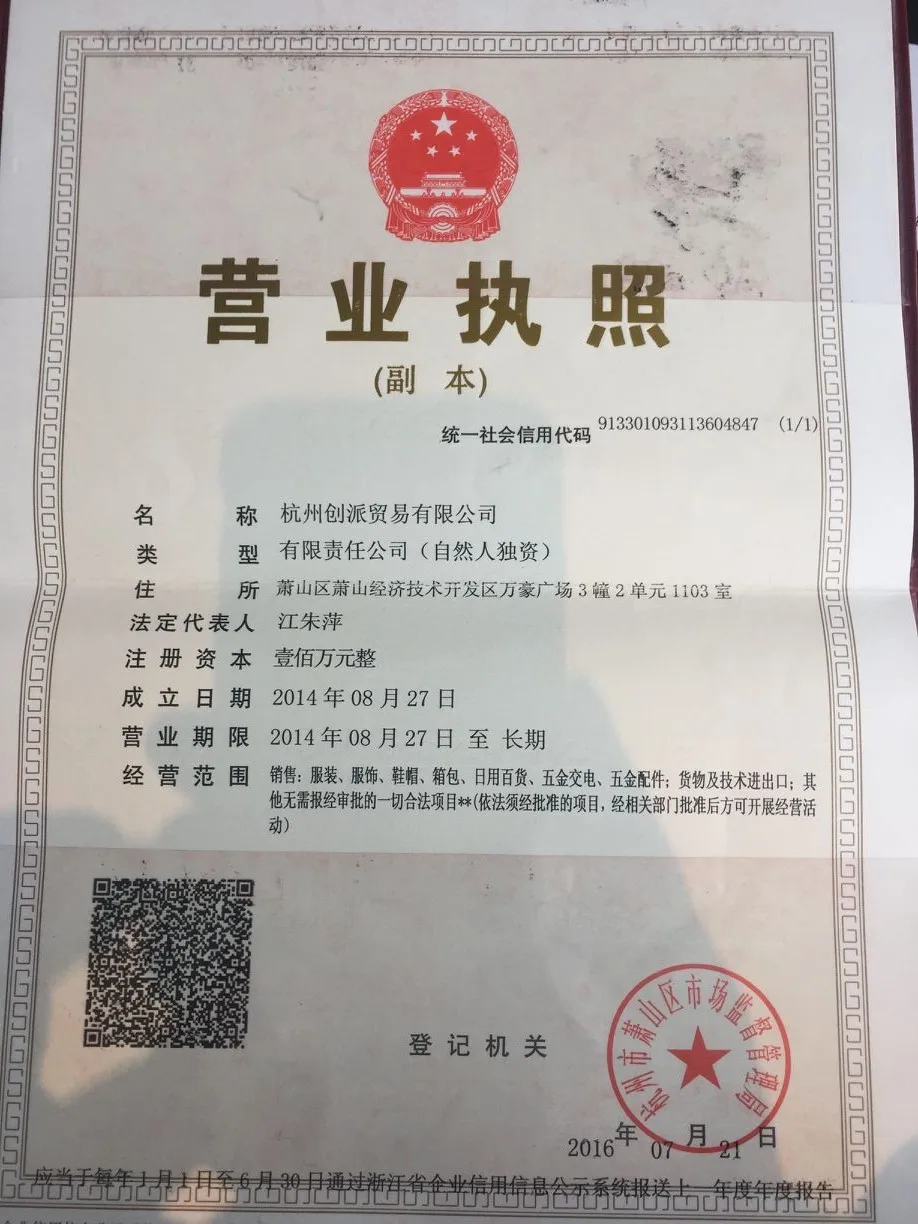 营业执照
(副 本)
统一社会信用代码 913301093113604847 (1/1)
名 称 杭州创派贸易有限公司
类 型 有限责任公司（自然人独资）
住 所 萧山区萧山经济技术开发区万豪广场3幢2单元1103室
法定代表人 江朱萍
注册资本 壹佰万元整
成立日期 2014年08月27日
营业期限 2014年08月27日 至 长期
经营范围 销售：服装、服饰、鞋帽、箱包、日用百货、五金交电、五金配件；货物及技术进出口；其
他无需报经审批的一切合法项目**(依法须经批准的项目，经相关部门批准后方可开展经营活
动)
登记机关
杭州市萧山区市场监督管理局
2016年 07月 21日
应当于每年1月1日至6月30日通过浙江省企业信用信息公示系统报送上一年度年度报告